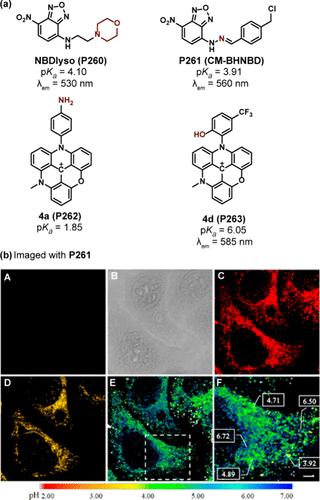 (a)
O₂N
N
O
N
NH
N
O
NBDlyso (P260)
pKa = 4.10
λem = 530 nm
O₂N
N
O
N
N
H
N
Cl
P261 (CM-BHNBD)
pKa = 3.91
λem = 560 nm
NH₂
N
C
+
N
O
4a (P262)
pKa = 1.85
CF₃
HO
N
C
+
N
O
4d (P263)
pKa = 6.05
λem = 585 nm
(b) Imaged with P261
A
B
C
D
E
F
4.71
6.50
6.72
4.89
3.92
pH 2.00 3.00 4.00 5.00 6.00 7.00